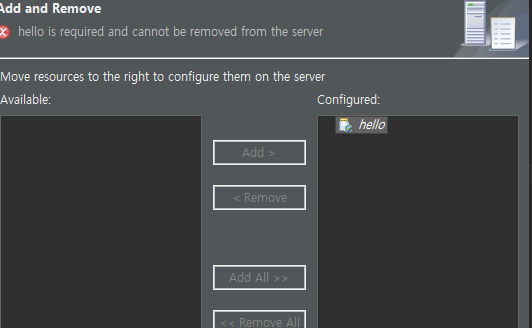 Add and Remove
hello is required and cannot be removed from the server
Move resources to the right to configure them on the server
Available:
Configured:
hello
Add >
< Remove
Add All >>
<< Remove All